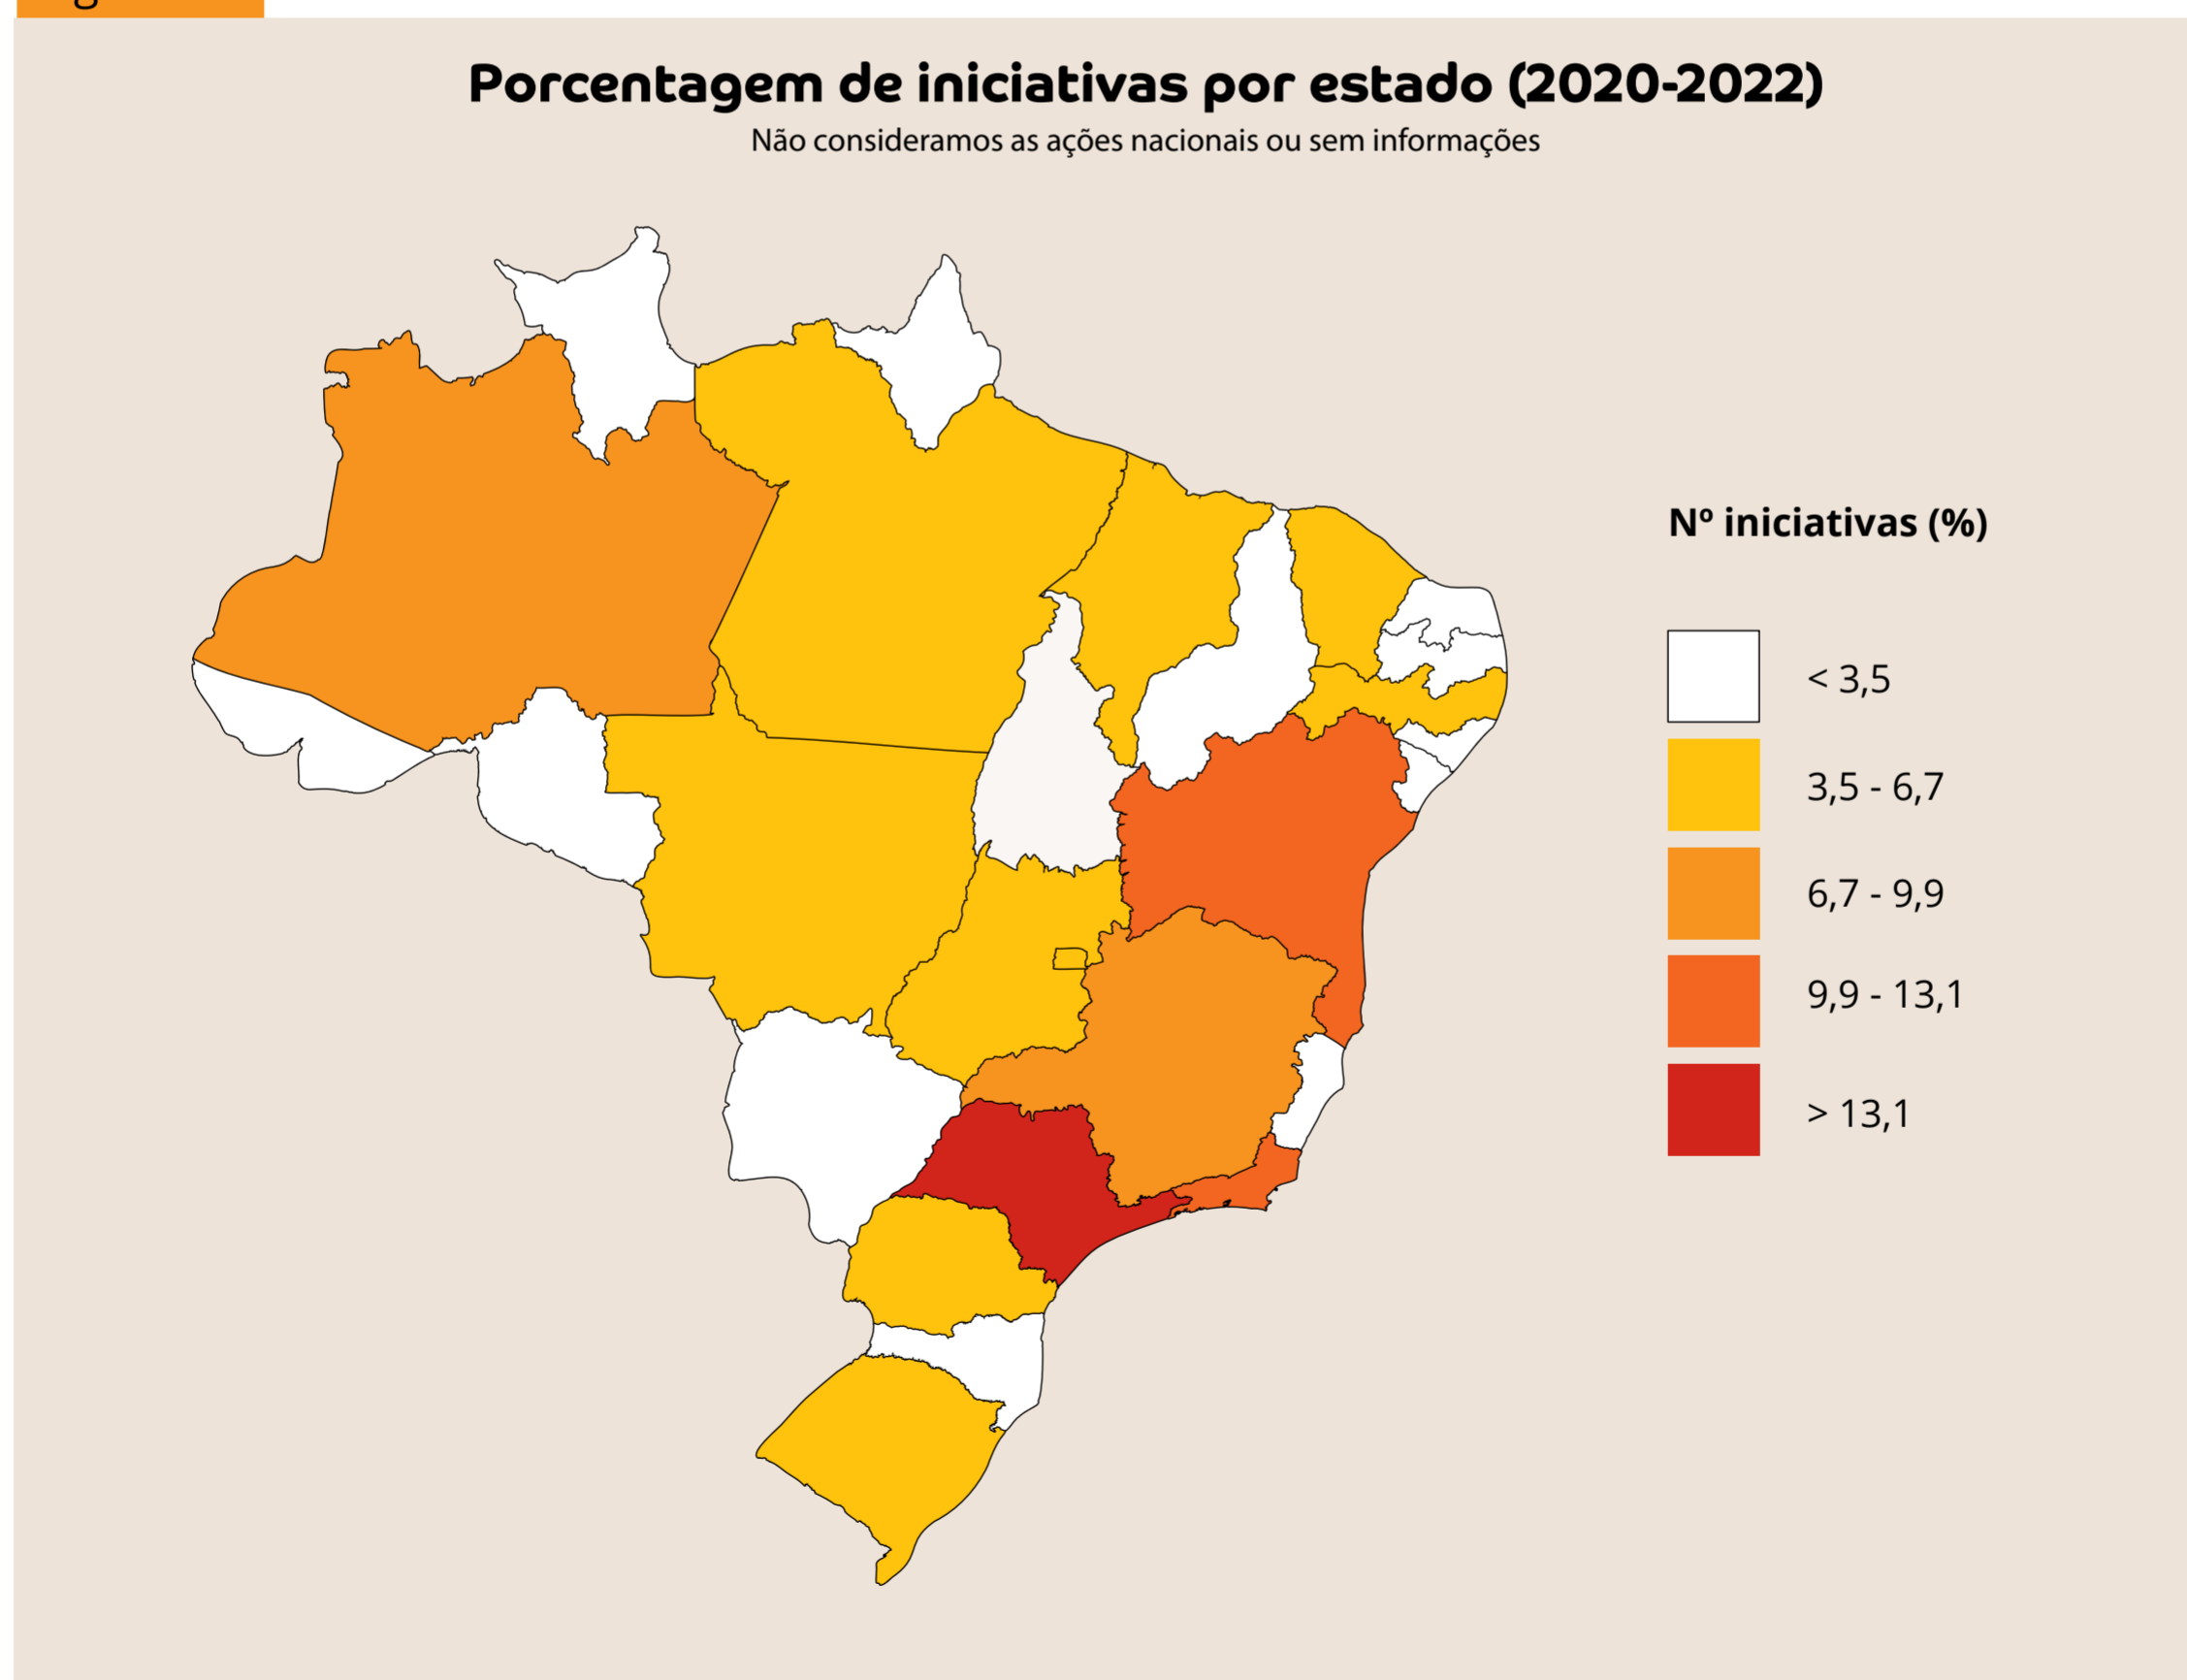 Porcentagem de iniciativas por estado (2020-2022)
Não consideramos as ações nacionais ou sem informações
Nº iniciativas (%)
< 3,5
3,5 - 6,7
6,7 - 9,9
9,9 - 13,1
> 13,1